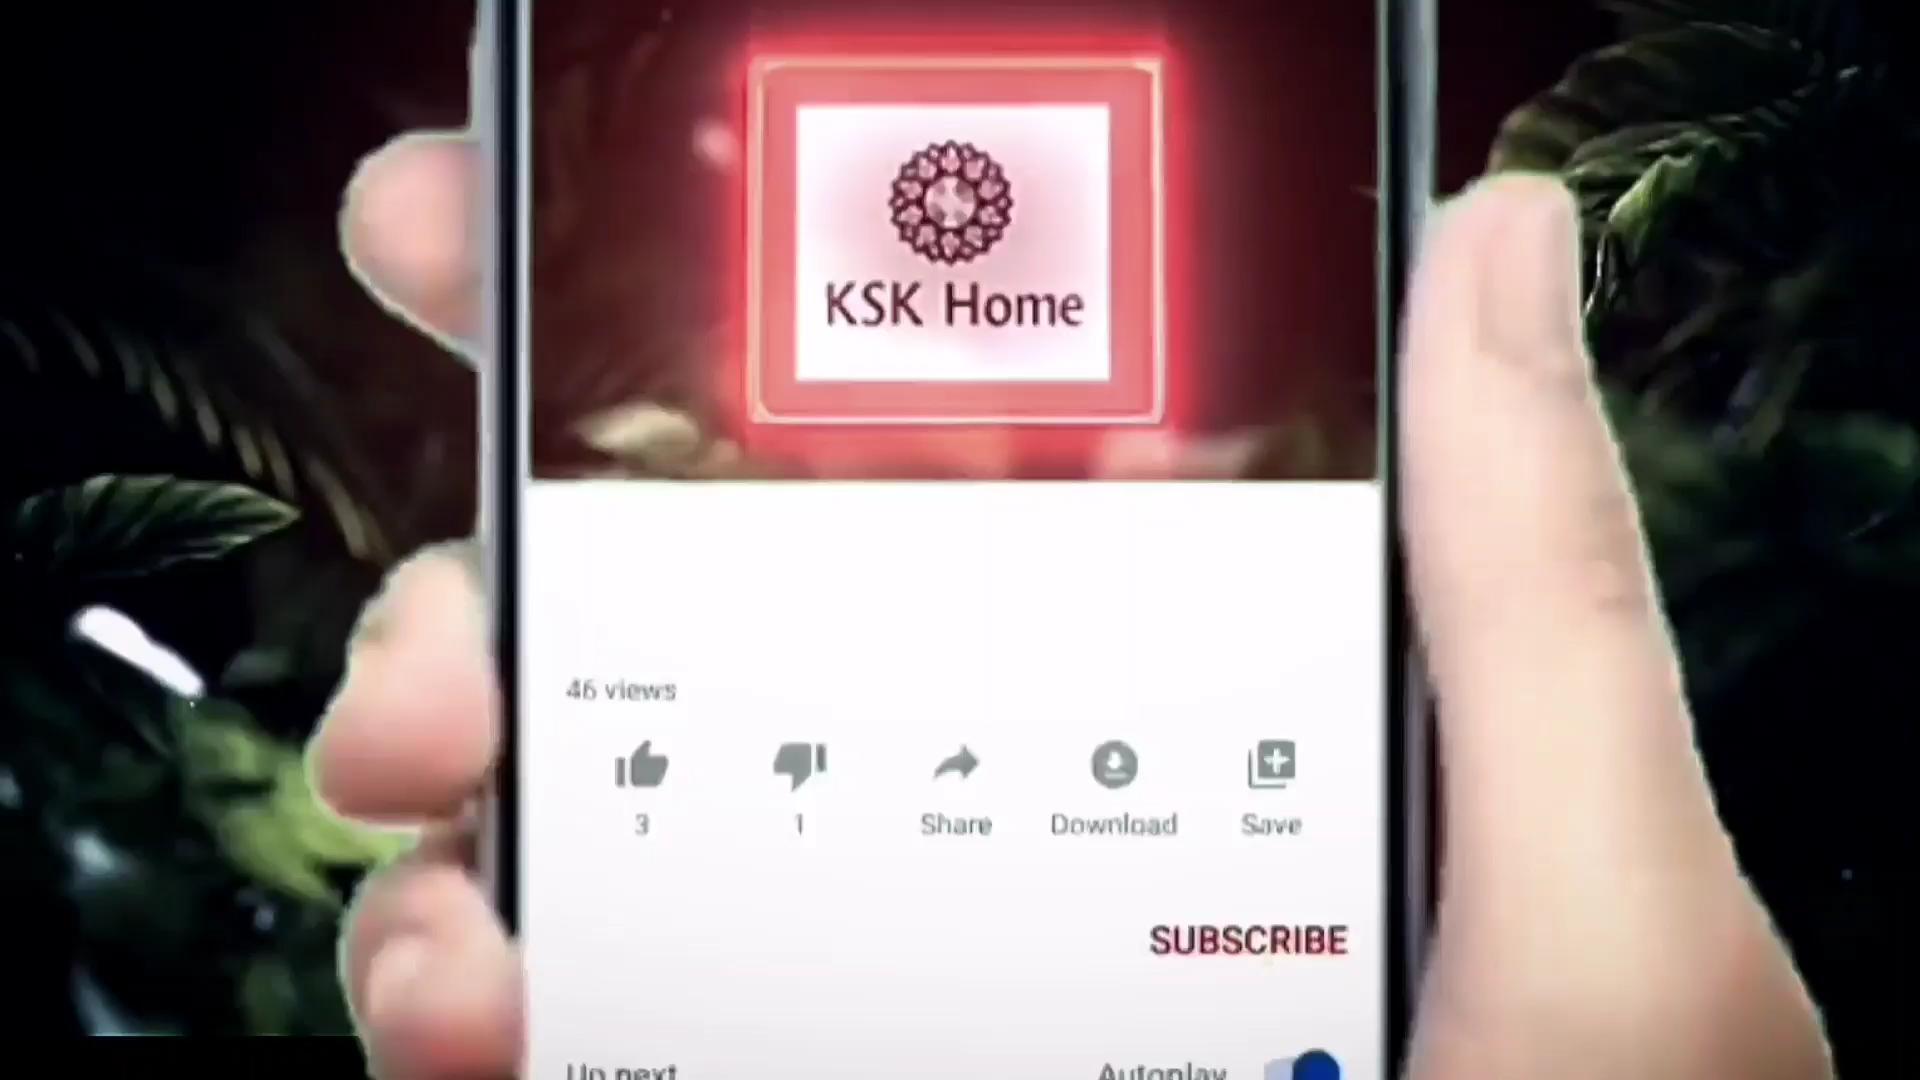 KSK Home
46 views
3
1
Share
Download
Save
SUBSCRIBE
Up next
Autoplay